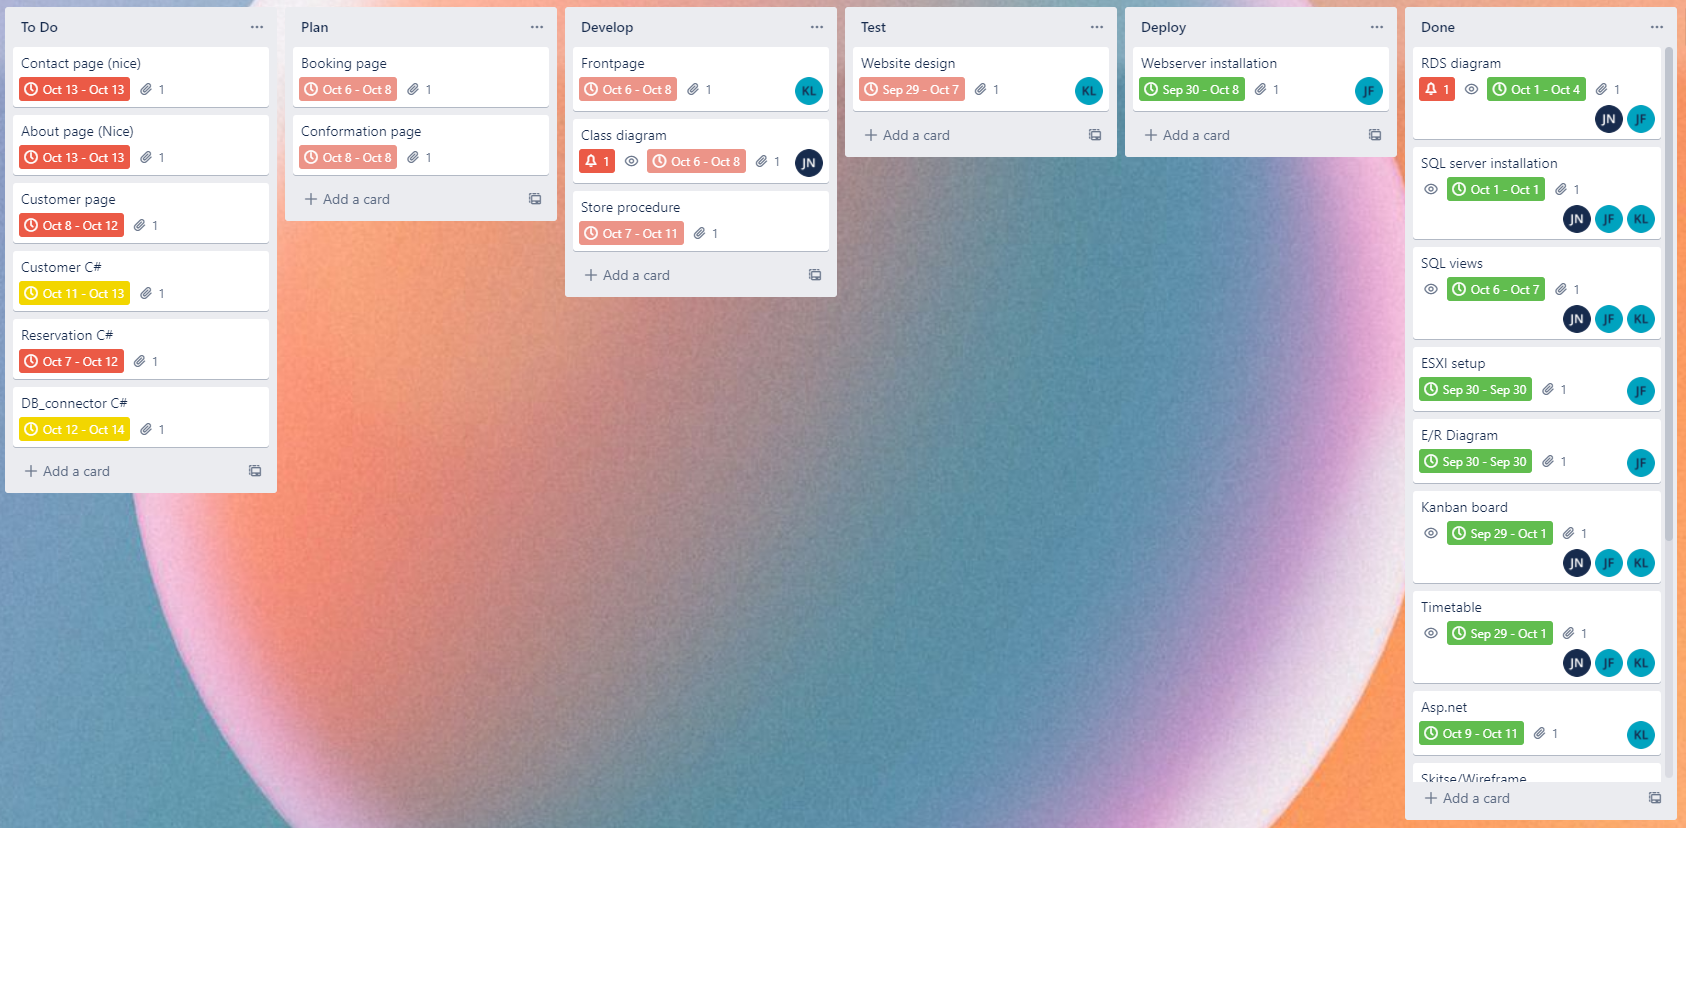 To Do
Contact page (nice)
Oct 13 - Oct 13 1
About page (Nice)
Oct 13 - Oct 13 1
Customer page
Oct 8 - Oct 12 1
Customer C#
Oct 11 - Oct 13 1
Reservation C#
Oct 7 - Oct 12 1
DB_connector C#
Oct 12 - Oct 14 1
Add a card
Plan
Booking page
Oct 6 - Oct 8 1
Conformation page
Oct 8 - Oct 8 1
Add a card
Develop
Frontpage
Oct 6 - Oct 8 1 KL
Class diagram
1 Oct 6 - Oct 8 1 JN
Store procedure
Oct 7 - Oct 11 1
Add a card
Test
Website design
Sep 29 - Oct 7 1 KL
Add a card
Deploy
Webserver installation
Sep 30 - Oct 8 1 JF
Add a card
Done
RDS diagram
1 Oct 1 - Oct 4 1
JN JF
SQL server installation
Oct 1 - Oct 1 1
JN JF KL
SQL views
Oct 6 - Oct 7 1
JN JF KL
ESXI setup
Sep 30 - Sep 30 1 JF
E/R Diagram
Sep 30 - Sep 30 1 JF
Kanban board
Sep 29 - Oct 1 1
JN JF KL
Timetable
Sep 29 - Oct 1 1
JN JF KL
Asp.net
Oct 9 - Oct 11 1 KL
Skitse/Wireframe
Add a card